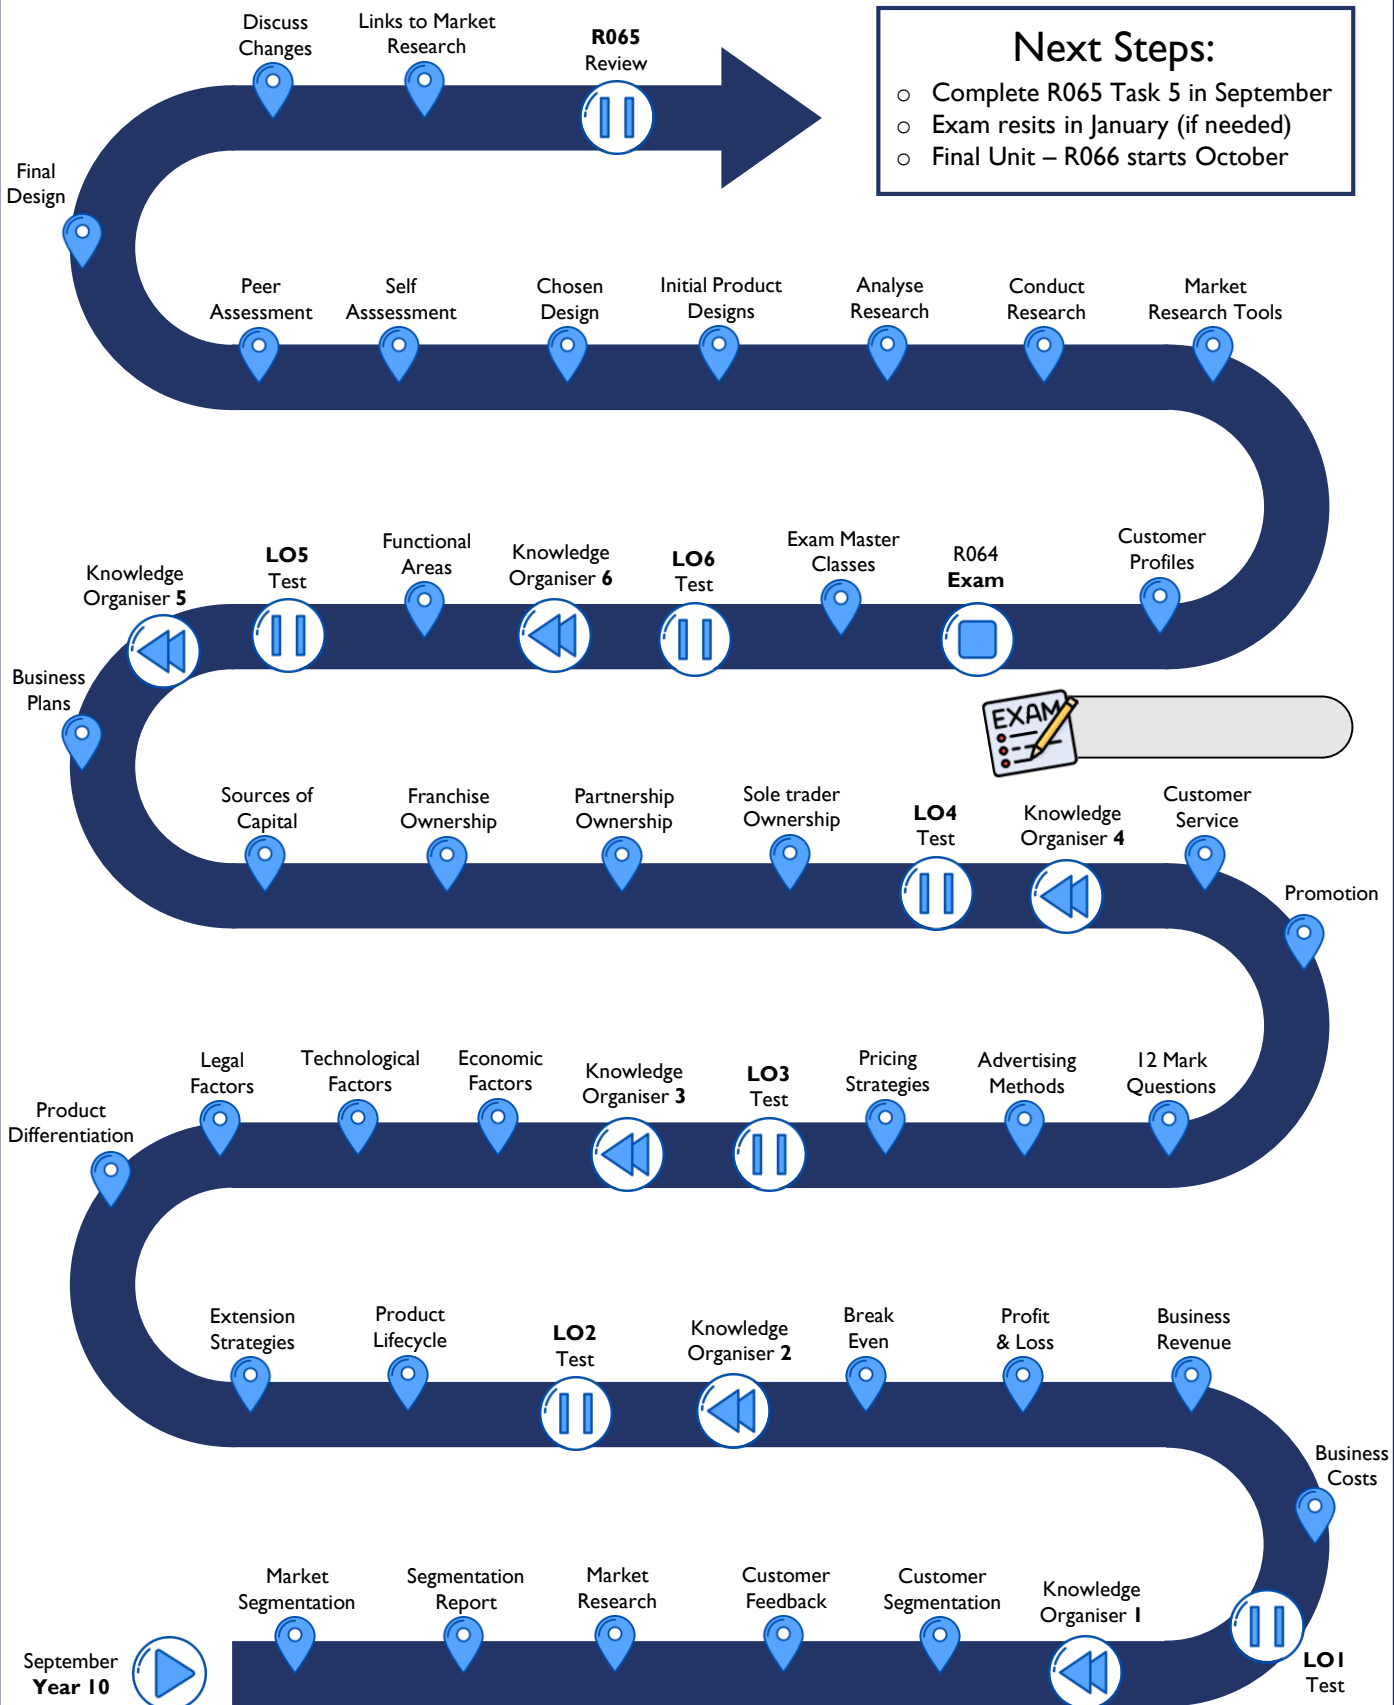 Discuss
Changes
Links to Market
Research
R065
Review
Next Steps:
o Complete R065 Task 5 in September
o Exam resits in January (if needed)
o Final Unit – R066 starts October
Final
Design
Peer
Assessment
Self
Asssessment
Chosen
Design
Initial Product
Designs
Analyse
Research
Conduct
Research
Market
Research Tools
Knowledge
Organiser 5
LO5
Test
Functional
Areas
Knowledge
Organiser 6
LO6
Test
Exam Master
Classes
R064
Exam
Customer
Profiles
Business
Plans
EXAM
Sources of
Capital
Franchise
Ownership
Partnership
Ownership
Sole trader
Ownership
LO4
Test
Knowledge
Organiser 4
Customer
Service
Promotion
Product
Differentiation
Legal
Factors
Technological
Factors
Economic
Factors
Knowledge
Organiser 3
LO3
Test
Pricing
Strategies
Advertising
Methods
12 Mark
Questions
Extension
Strategies
Product
Lifecycle
LO2
Test
Knowledge
Organiser 2
Break
Even
Profit
& Loss
Business
Revenue
Business
Costs
September
Year 10
Market
Segmentation
Segmentation
Report
Market
Research
Customer
Feedback
Customer
Segmentation
Knowledge
Organiser 1
LO1
Test